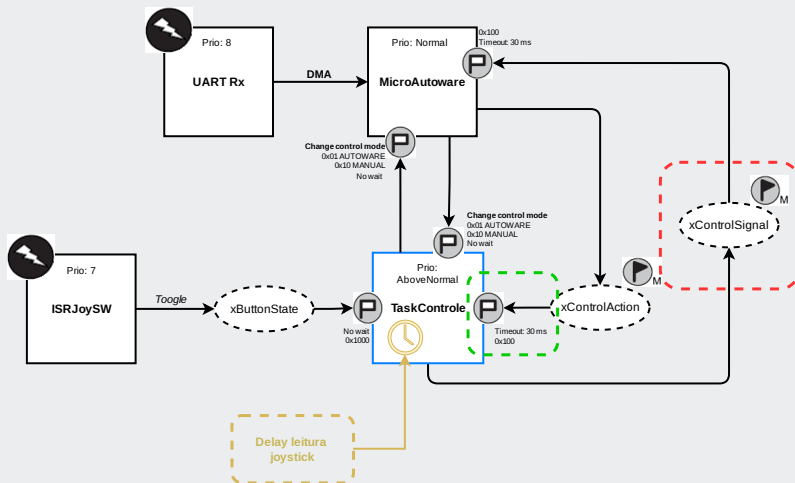 Prio: 8
UART Rx
DMA
Prio: Normal
MicroAutoware
0x100
Timeout: 30 ms
Change control mode
0x01 AUTOWARE
0x10 MANUAL
No wait
Change control mode
0x01 AUTOWARE
0x10 MANUAL
No wait
M
xControlSignal
Prio: 7
ISRJoySW
Toogle
xButtonState
No wait
0x1000
Prio:
AboveNormal
TaskControle
Timeout: 30 ms
0x100
M
xControlAction
Delay leitura
joystick